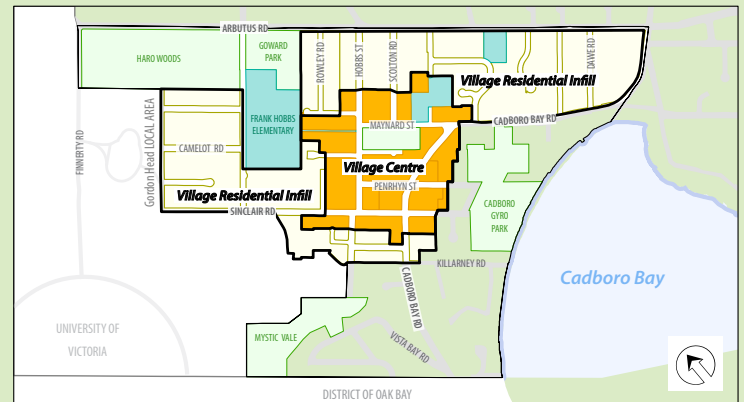 ARBUTUS RD
HARO WOODS
GOWARD
PARK
ROWLEY RD
HOBBS ST
SCOLTON RD
DAWE RD
Village Residential Infill
FINNERTY RD
Gordon Head LOCAL AREA
FRANK HOBBS
ELEMENTARY
MAYNARD ST
CADBORO BAY RD
CAMELOT RD
Village Centre
PENRHYN ST
Village Residential Infill
SINCLAIR RD
CADBORO
GYRO
PARK
KILLARNEY RD
CADBORO BAY RD
Cadboro Bay
UNIVERSITY OF
VICTORIA
MYSTIC VALE
VISTA BAY RD
DISTRICT OF OAK BAY